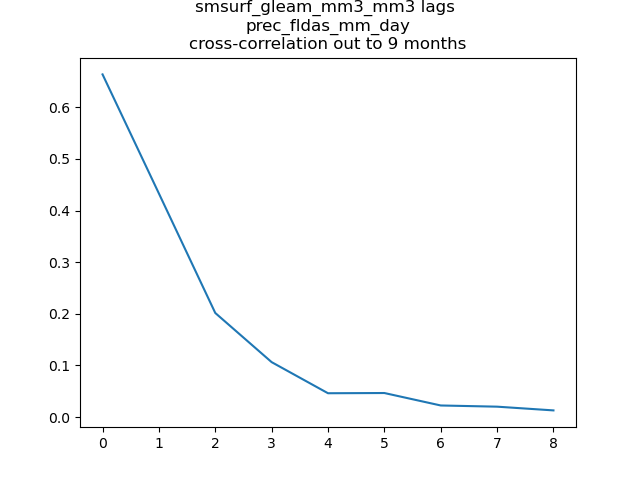 smsurf_gleam_mm3_mm3 lags
prec_fldas_mm_day
cross-correlation out to 9 months
0.6
0.5
0.4
0.3
0.2
0.1
0.0
0 1 2 3 4 5 6 7 8